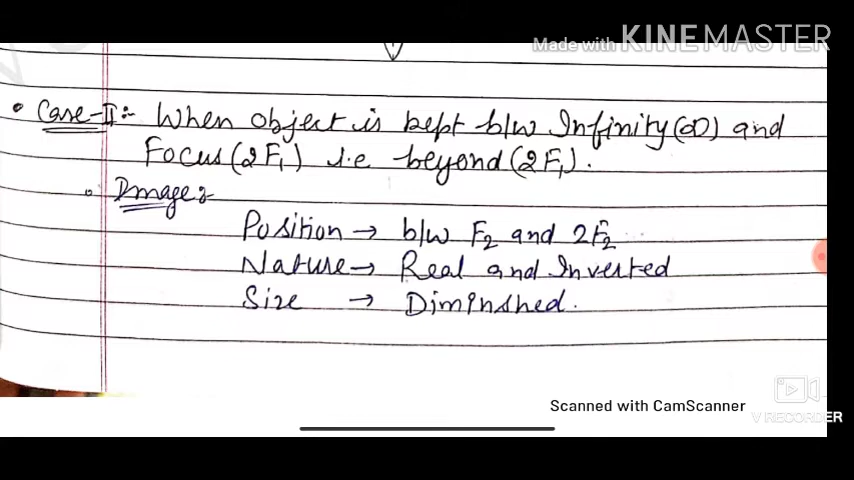 Made with KINEMASTER
• Case-II:- When object is kept b/w Infinity(∞) and
Focus(2F₁) i.e beyond (2F₁).
• Image:-
Position → b/w F₂ and 2F₂
Nature → Real and Inverted
Size → Diminshed.
Scanned with CamScanner
V RECORDER